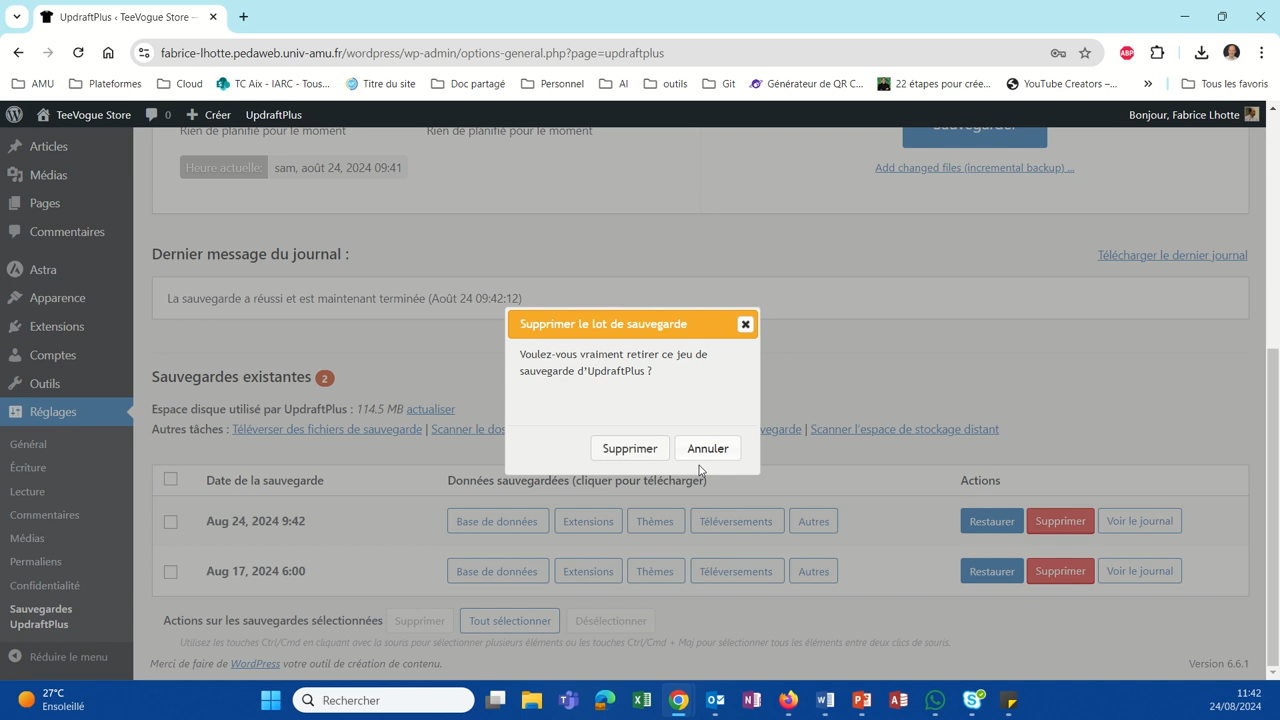 UpdraftPlus ‹ TeeVogue Store —
fabrice-lhotte.pedaweb.univ-amu.fr/wordpress/wp-admin/options-general.php?page=updraftplus
ABP
AMU
Plateformes
Cloud
TC Aix - IARC - Tous...
Titre du site
Doc partagé
Personnel
AI
outils
Git
Générateur de QR C...
22 étapes pour crée...
YouTube Creators –...
»
Tous les favoris
TeeVogue Store
0
Créer
UpdraftPlus
Bonjour, Fabrice Lhotte
Articles
Médias
Pages
Commentaires
Astra
Apparence
Extensions
Comptes
Outils
Réglages
Général
Écriture
Lecture
Commentaires
Médias
Permaliens
Confidentialité
Sauvegardes
UpdraftPlus
Réduire le menu
Rien de planifié pour le moment
Rien de planifié pour le moment
Sauvegarder
Heure actuelle: sam, août 24, 2024 09:41
Add changed files (incremental backup) ...
Dernier message du journal :
Télécharger le dernier journal
La sauvegarde a réussi et est maintenant terminée (Août 24 09:42:12)
Supprimer le lot de sauvegarde
Voulez-vous vraiment retirer ce jeu de
sauvegarde d'UpdraftPlus ?
Supprimer
Annuler
Sauvegardes existantes 2
Espace disque utilisé par UpdraftPlus : 114.5 MB actualiser
Autres tâches : Téléverser des fichiers de sauvegarde | Scanner le dos
vegarde | Scanner l'espace de stockage distant
Date de la sauvegarde
Données sauvegardées (cliquer pour télécharger)
Actions
Aug 24, 2024 9:42
Base de données
Extensions
Thèmes
Téléversements
Autres
Restaurer
Supprimer
Voir le journal
Aug 17, 2024 6:00
Base de données
Extensions
Thèmes
Téléversements
Autres
Restaurer
Supprimer
Voir le journal
Actions sur les sauvegardes sélectionnées
Supprimer
Tout sélectionner
Désélectionner
Utilisez les touches Ctrl/Cmd en cliquant avec la souris pour sélectionner plusieurs éléments ou les touches Ctrl/Cmd + Maj pour sélectionner tous les éléments entre deux clics de souris.
Merci de faire de WordPress votre outil de création de contenu.
Version 6.6.1
27°C
Ensoleillé
Rechercher
11:42
24/08/2024